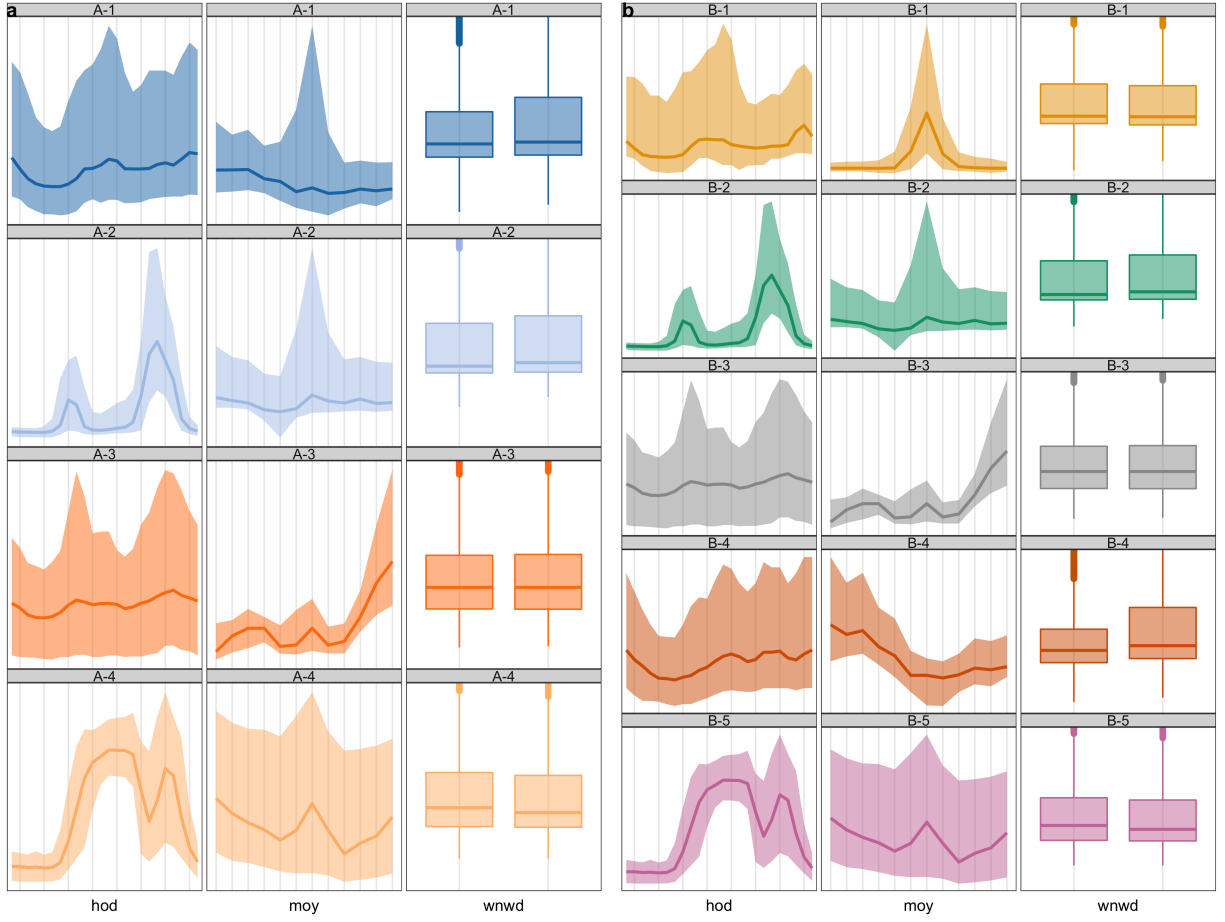 a
A-1 A-1 A-1
A-2 A-2 A-2
A-3 A-3 A-3
A-4 A-4 A-4
hod moy wnwd
b
B-1 B-1 B-1
B-2 B-2 B-2
B-3 B-3 B-3
B-4 B-4 B-4
B-5 B-5 B-5
hod moy wnwd